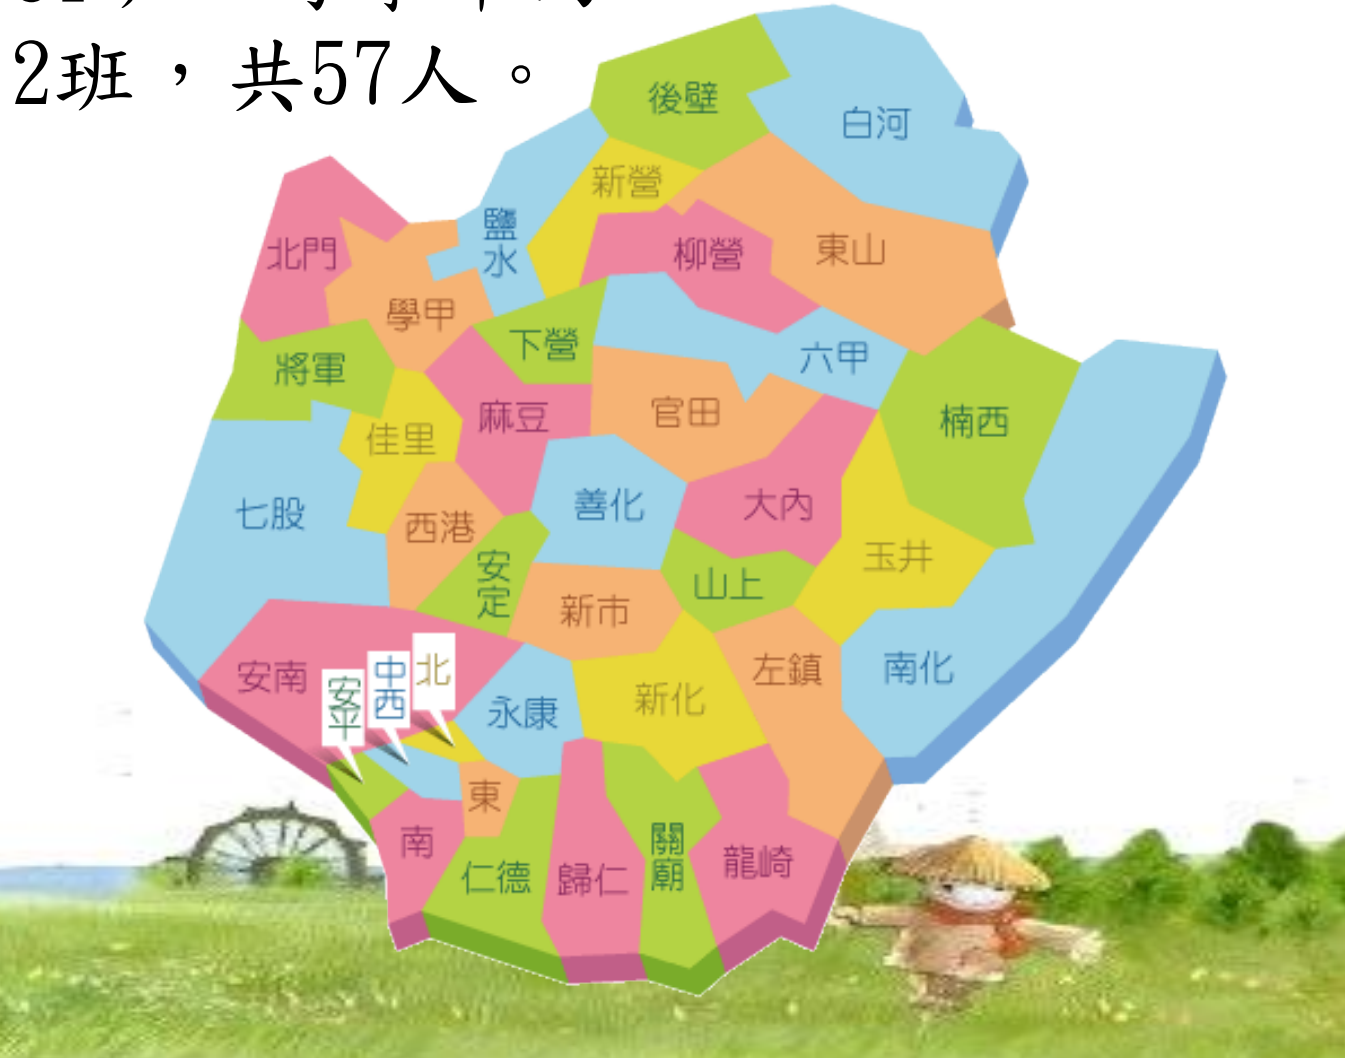 2班，共57人。
後壁
白河
新營
鹽水
柳營
東山
北門
學甲
下營
六甲
將軍
佳里
麻豆
官田
楠西
七股
西港
善化
大內
玉井
安定
新市
山上
安南
安平
中西
北
永康
新化
左鎮
南化
東
南
仁德
歸仁
關廟
龍崎